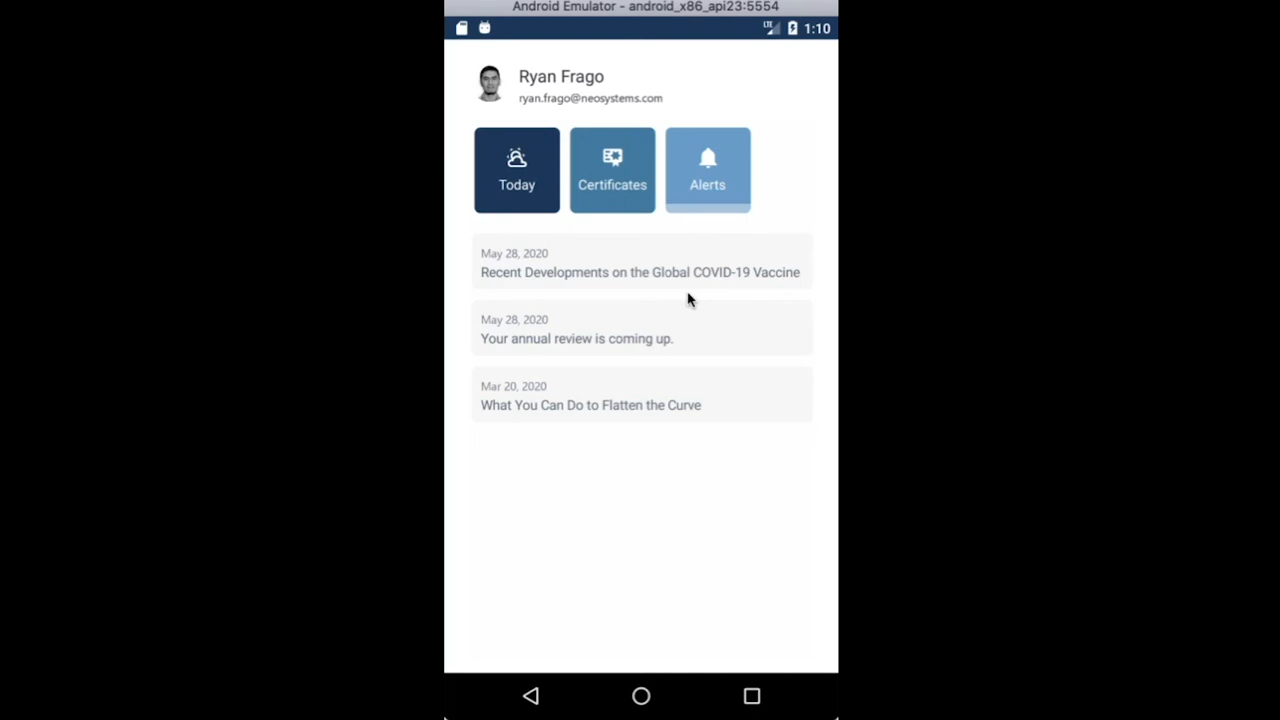 Android Emulator - android_x86_api23:5554
LTE 1:10
Ryan Frago
ryan.frago@neosystems.com
Today Certificates Alerts
May 28, 2020
Recent Developments on the Global COVID-19 Vaccine
May 28, 2020
Your annual review is coming up.
Mar 20, 2020
What You Can Do to Flatten the Curve